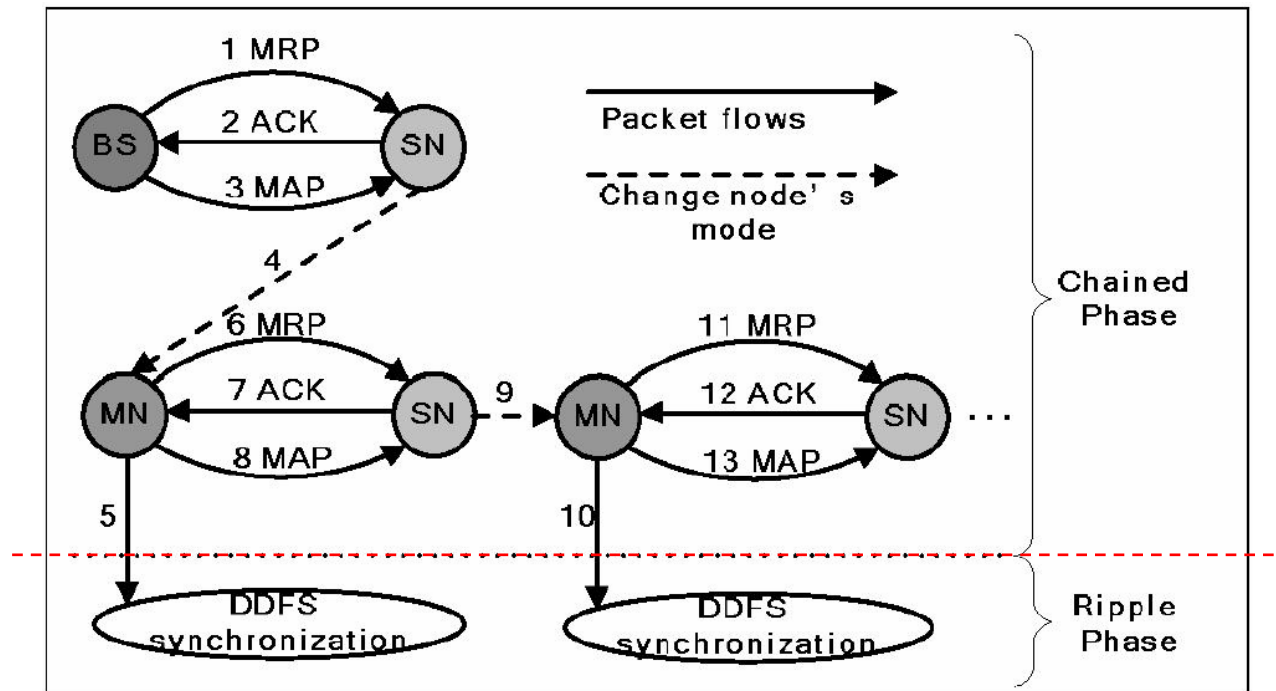 1 MRP
BS
2 ACK
SN
3 MAP
Packet flows
Change node's
mode
4
Chained
Phase
6 MRP
11 MRP
MN
7 ACK
SN
9
MN
12 ACK
SN
...
8 MAP
13 MAP
5
10
DDFS
synchronization
DDFS
synchronization
Ripple
Phase